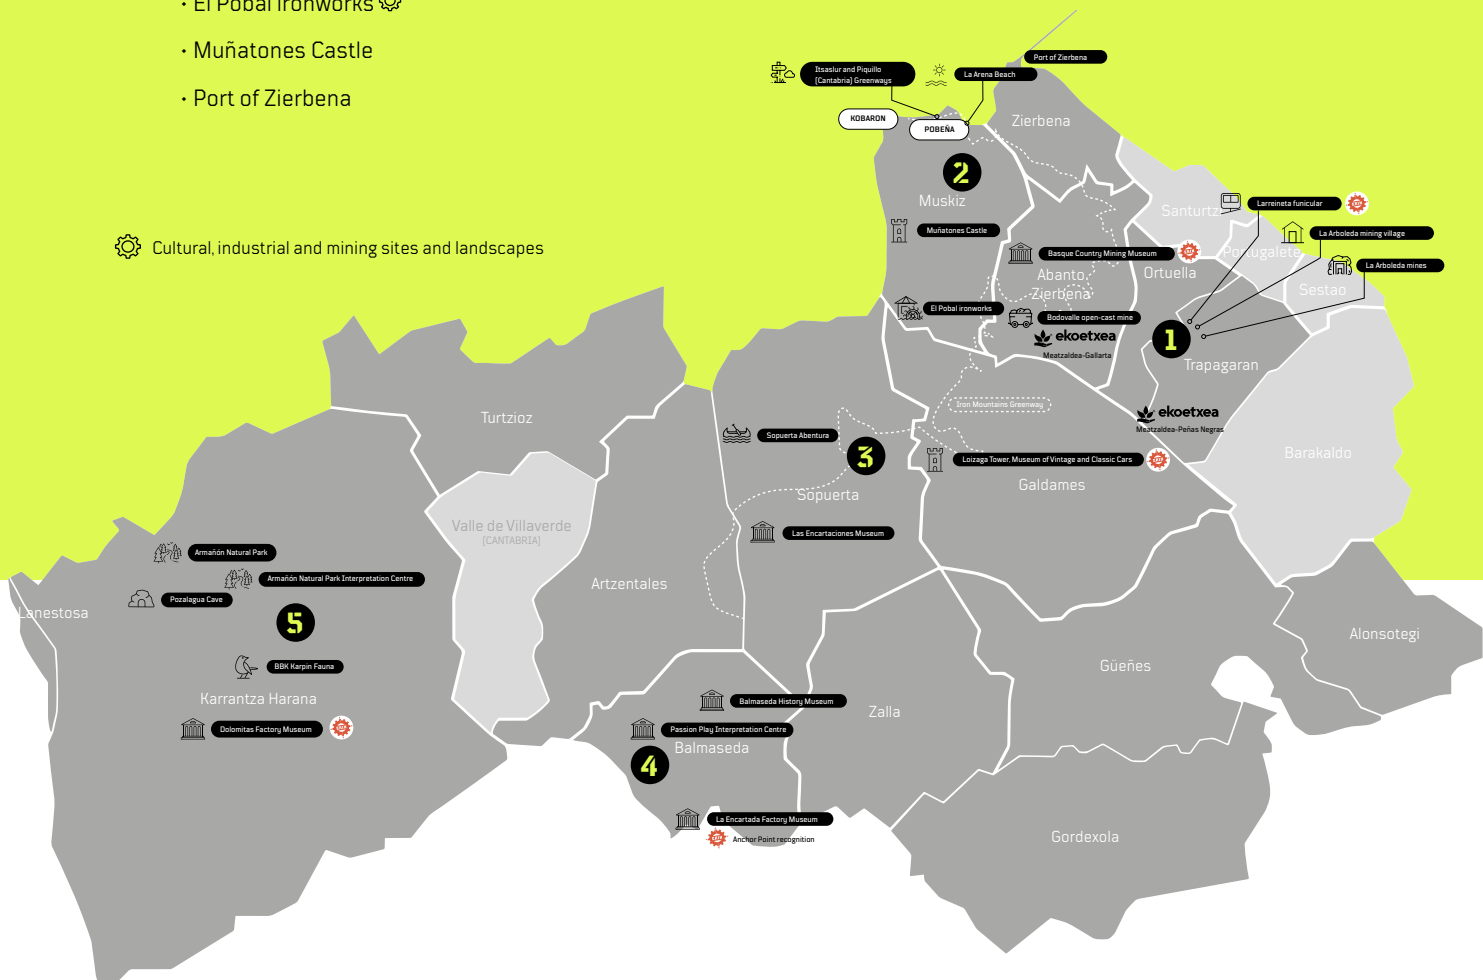 • El Pobal Ironworks
• Muñatones Castle
• Port of Zierbena
Cultural, industrial and mining sites and landscapes
Port of Zierbena
Itsaslur and Piquillo
[Cantabria] Greenways
La Arena Beach
KOBARON
POBEÑA
Zierbena
2
Muskiz
Santurtzi
Larreineta funicular
Muñatones Castle
La Arboleda mining village
Basque Country Mining Museum
Portugalete
Abanto
Zierbena
Ortuella
La Arboleda mines
Sestao
El Pobal ironworks
Bodovalle open-cast mine
ekoetxea
Meatzaldea-Gallarta
1
Trapagaran
Iron Mountains Greenway
ekoetxea
Meatzaldea-Peñas Negras
Turtzioz
Sopuerta Abentura
3
Barakaldo
Loizaga Tower, Museum of Vintage and Classic Cars
Galdames
Sopuerta
Valle de Villaverde
[CANTABRIA]
Las Encartaciones Museum
Armañón Natural Park
Armañón Natural Park Interpretation Centre
Artzentales
Pozalagua Cave
Lanestosa
5
Alonsotegi
BBK Karpin Fauna
Güeñes
Karrantza Harana
Balmaseda History Museum
Zalla
Dolomitas Factory Museum
Passion Play Interpretation Centre
Balmaseda
4
La Encartada Factory Museum
Anchor Point recognition
Gordexola